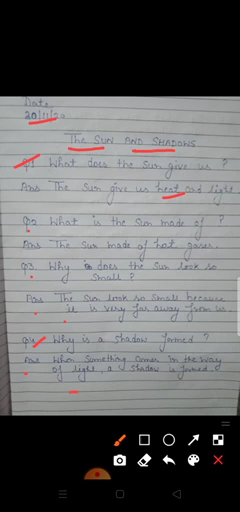 Date
20/11/20
The Sun and Shadows
Q1 What does the Sun give us?
Ans The Sun give us heat and light
Q2 What is the Sun made of?
Ans The Sun made of hot gases.
Q3 Why does the Sun look so
small?
Ans The Sun look so small because
it is very far away from us.
Q4 Why is a Shadow formed?
Ans When Something comes in the way
of light, a shadow is formed.